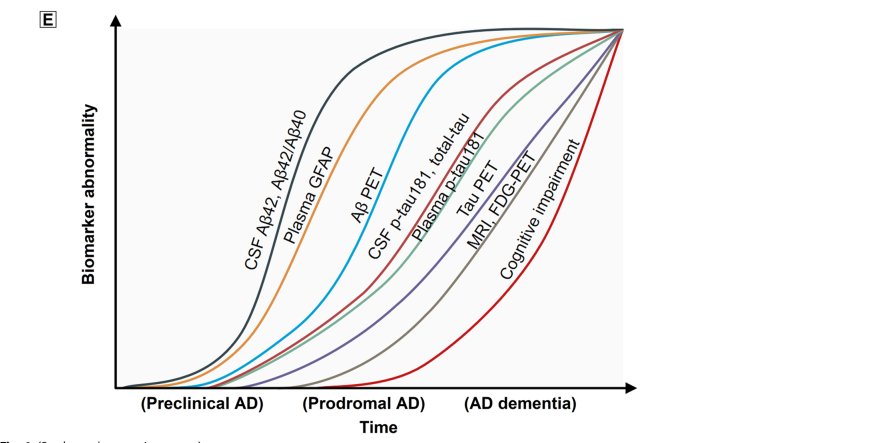 E
Biomarker abnormality
CSF Aβ42, Aβ42/Aβ40
Plasma GFAP
Aβ PET
CSF p-tau181, total-tau
Plasma p-tau181
Tau PET
MRI, FDG-PET
Cognitive impairment
(Preclinical AD) (Prodromal AD) (AD dementia)
Time